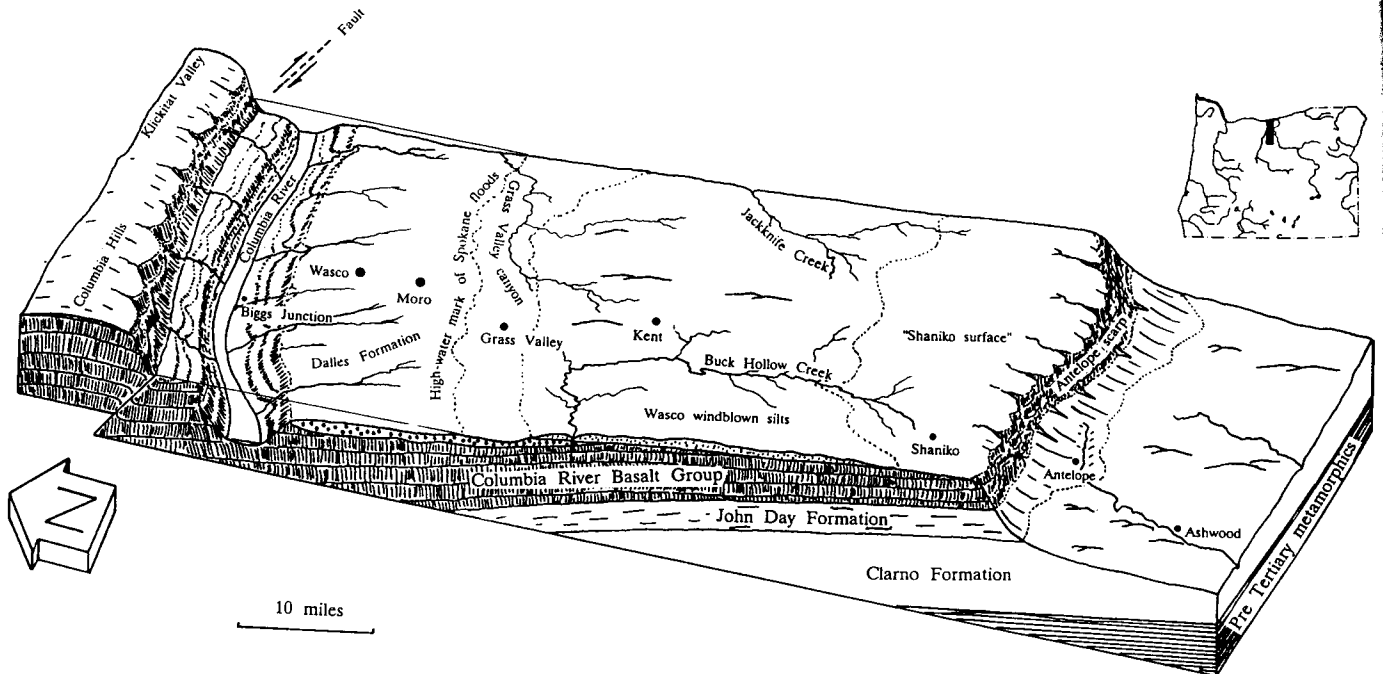 Fault
Klickitat Valley
Columbia Hills
Columbia River
Biggs Junction
Wasco
Moro
Dalles Formation
High-water mark of Spokane floods
Grass Valley canyon
Grass Valley
Kent
Jackknife Creek
Buck Hollow Creek
"Shaniko surface"
Wasco windblown silts
Shaniko
Antelope scarp
Antelope
Ashwood
Columbia River Basalt Group
John Day Formation
Clarno Formation
Pre Tertiary metamorphics
N
10 miles